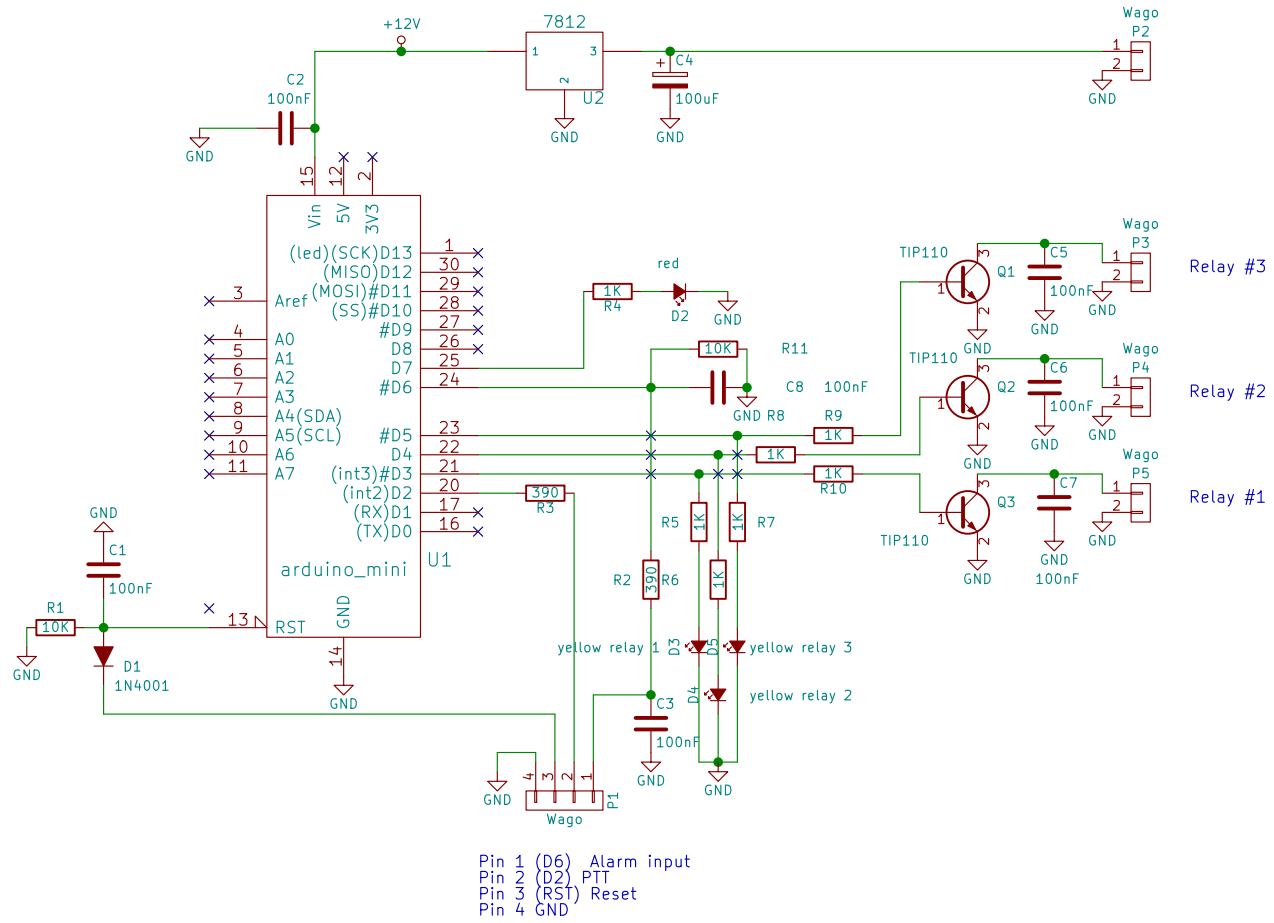 Wago
P2
+12V
7812
1
3
2
U2
C4
+
100uF
GND
GND
1
2
GND
C2
100nF
GND
15
12
2
Vin
5V
3V3
(led)(SCK)D13
1
(MISO)D12
30
(MOSI)#D11
29
(SS)#D10
28
#D9
27
D8
26
D7
25
#D6
24
#D5
23
D4
22
(int3)#D3
21
(int2)D2
20
(RX)D1
17
(TX)D0
16
3
Aref
4
A0
5
A1
6
A2
7
A3
8
A4(SDA)
9
A5(SCL)
10
A6
11
A7
arduino_mini
U1
13
RST
GND
14
GND
GND
C1
100nF
R1
10K
GND
D1
1N4001
red
1K
R4
D2
GND
10K
R11
C8
100nF
GND
R8
1K
R9
1K
1K
R10
390
R3
R5
1K
1K
R7
R2
390
R6
1K
yellow relay 1
D3
D5
yellow relay 3
D4
yellow relay 2
C3
100nF
GND
GND
GND
4
3
2
1
P1
Wago
TIP110
Q1
1
3
2
GND
C5
100nF
GND
Wago
P3
1
2
GND
Relay #3
TIP110
Q2
1
3
2
GND
C6
100nF
GND
Wago
P4
1
2
GND
Relay #2
TIP110
Q3
1
3
2
GND
C7
GND
100nF
Wago
P5
1
2
GND
Relay #1
Pin 1 (D6)  Alarm input
Pin 2 (D2) PTT
Pin 3 (RST) Reset
Pin 4 GND